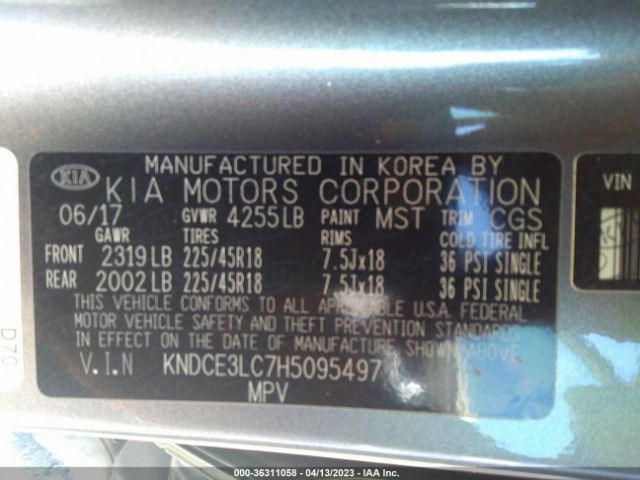 MANUFACTURED IN KOREA BY
KIA KIA MOTORS CORPORATION
06/17 GVWR 4255LB PAINT MST TRIM CGS
GAWR TIRES RIMS COLD TIRE INFL
FRONT 2319LB 225/45R18 7.5Jx18 36 PSI SINGLE
REAR 2002LB 225/45R18 7.5Jx18 36 PSI SINGLE
THIS VEHICLE CONFORMS TO ALL APPLICABLE U.S.A. FEDERAL
MOTOR VEHICLE SAFETY AND THEFT PREVENTION STANDARDS
IN EFFECT ON THE DATE OF MANUFACTURE, SHOWN ABOVE.
V.I.N KNDCE3LC7H5095497
MPV
VIN
D70
000-36311058 - 04/13/2023 - IAA Inc.